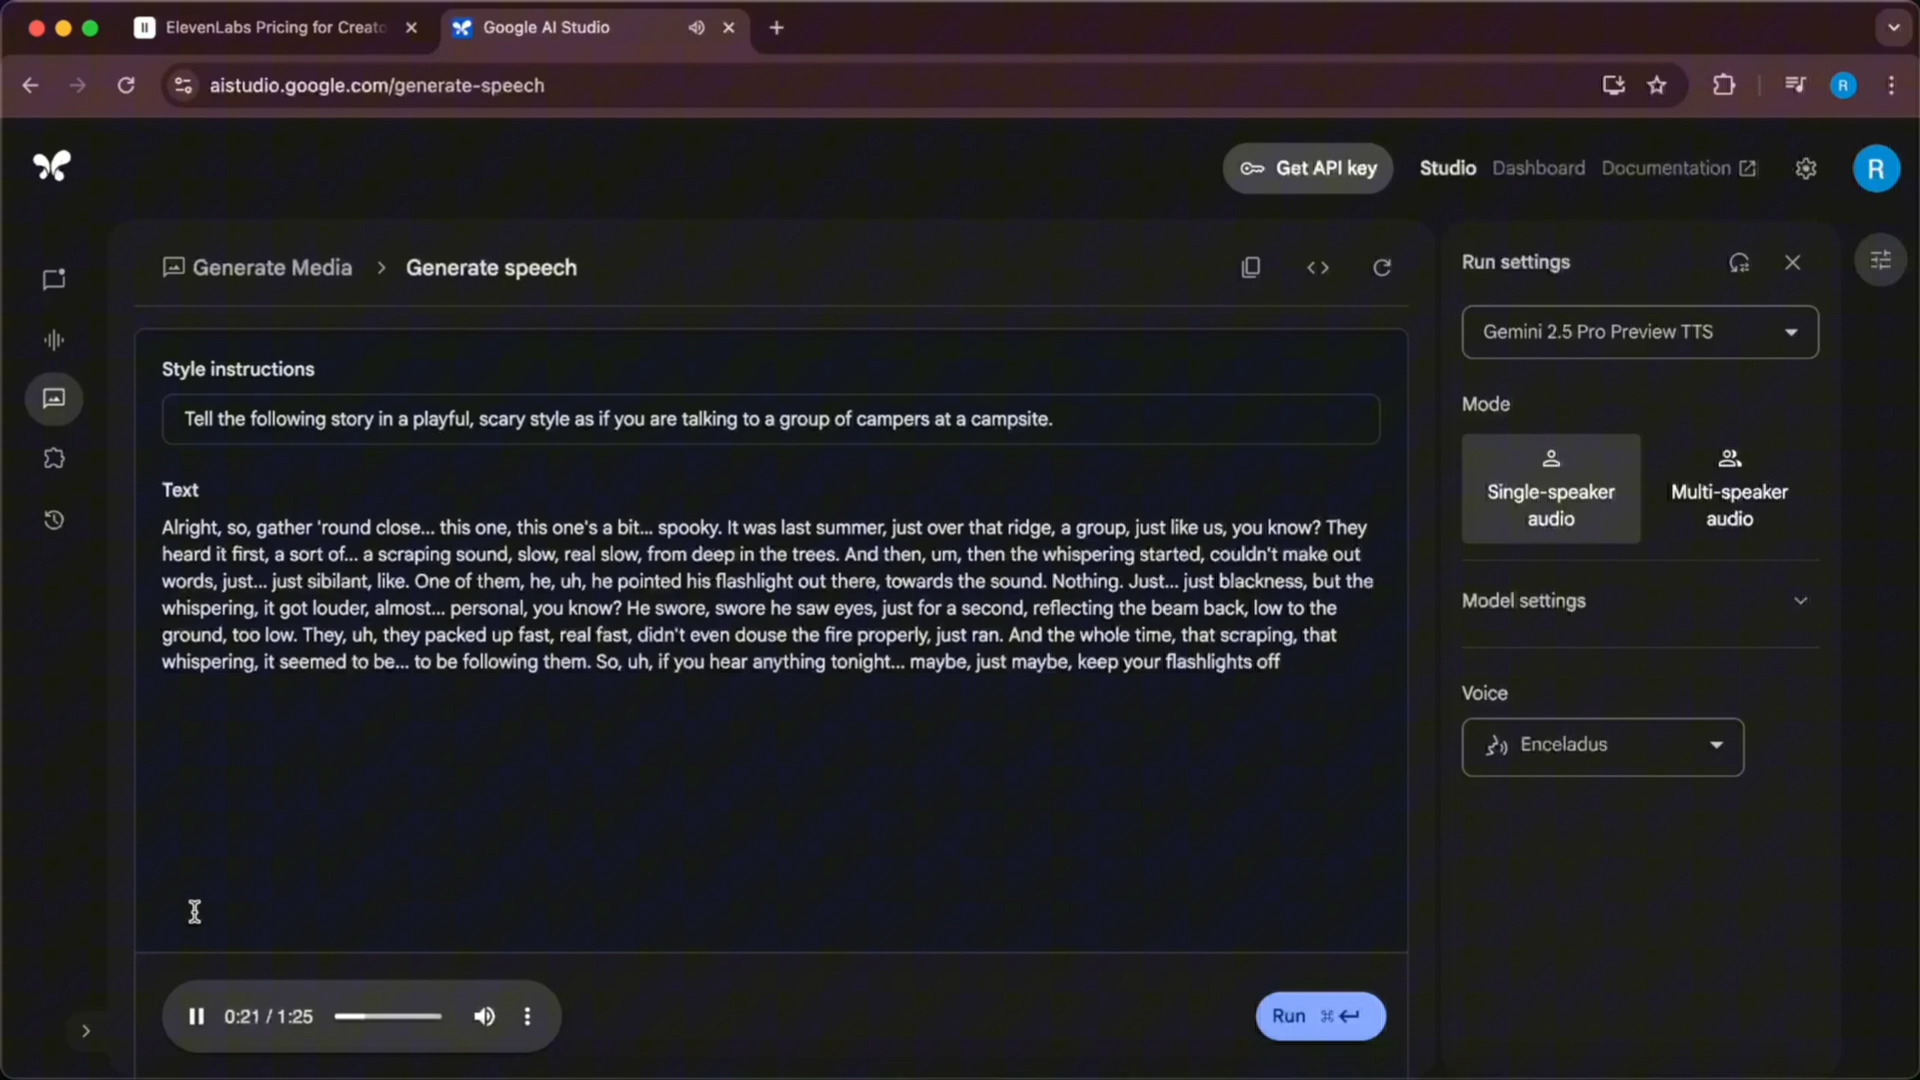 ElevenLabs Pricing for Creato
Google AI Studio
aistudio.google.com/generate-speech
R
Get API key
Studio
Dashboard
Documentation
R
Generate Media > Generate speech
Style instructions
Tell the following story in a playful, scary style as if you are talking to a group of campers at a campsite.
Text
Alright, so, gather 'round close... this one, this one's a bit... spooky. It was last summer, just over that ridge, a group, just like us, you know? They
heard it first, a sort of... a scraping sound, slow, real slow, from deep in the trees. And then, um, then the whispering started, couldn't make out
words, just... just sibilant, like. One of them, he, uh, he pointed his flashlight out there, towards the sound. Nothing. Just... just blackness, but the
whispering, it got louder, almost... personal, you know? He swore, swore he saw eyes, just for a second, reflecting the beam back, low to the
ground, too low. They, uh, they packed up fast, real fast, didn't even douse the fire properly, just ran. And the whole time, that scraping, that
whispering, it seemed to be... to be following them. So, uh, if you hear anything tonight... maybe, just maybe, keep your flashlights off
0:21 / 1:25
Run ⌘↵
Run settings
Gemini 2.5 Pro Preview TTS
Mode
Single-speaker
audio
Multi-speaker
audio
Model settings
Voice
Enceladus